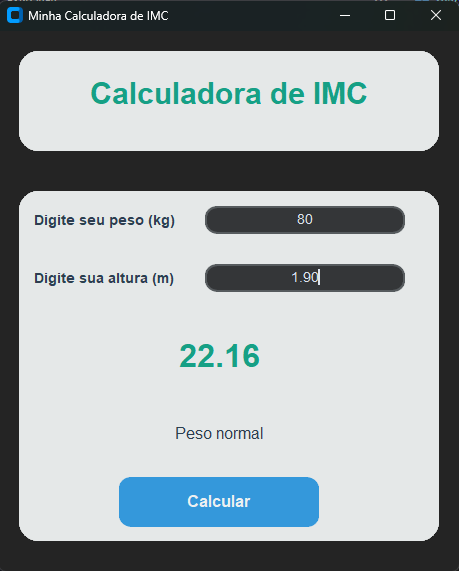 Minha Calculadora de IMC
Calculadora de IMC
Digite seu peso (kg) 80
Digite sua altura (m) 1.90
22.16
Peso normal
Calcular